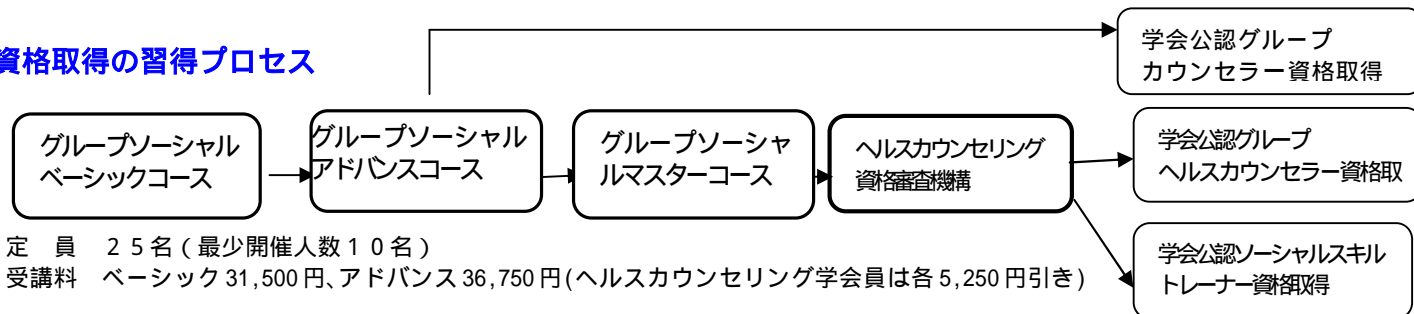 資格取得の習得プロセス
学会公認グループ
カウンセラー資格取得
グループソーシャル
ベーシックコース
グループソーシャル
アドバンスコース
グループソーシャ
ルマスターコース
ヘルスカウンセリング
資格審査機構
学会公認グループ
ヘルスカウンセラー資格取
学会公認ソーシャルスキル
トレーナー資格取得
定　員　２５名（最少開催人数１０名）
受講料　ベーシック31,500円、アドバンス36,750円(ヘルスカウンセリング学会員は各5,250円引き)